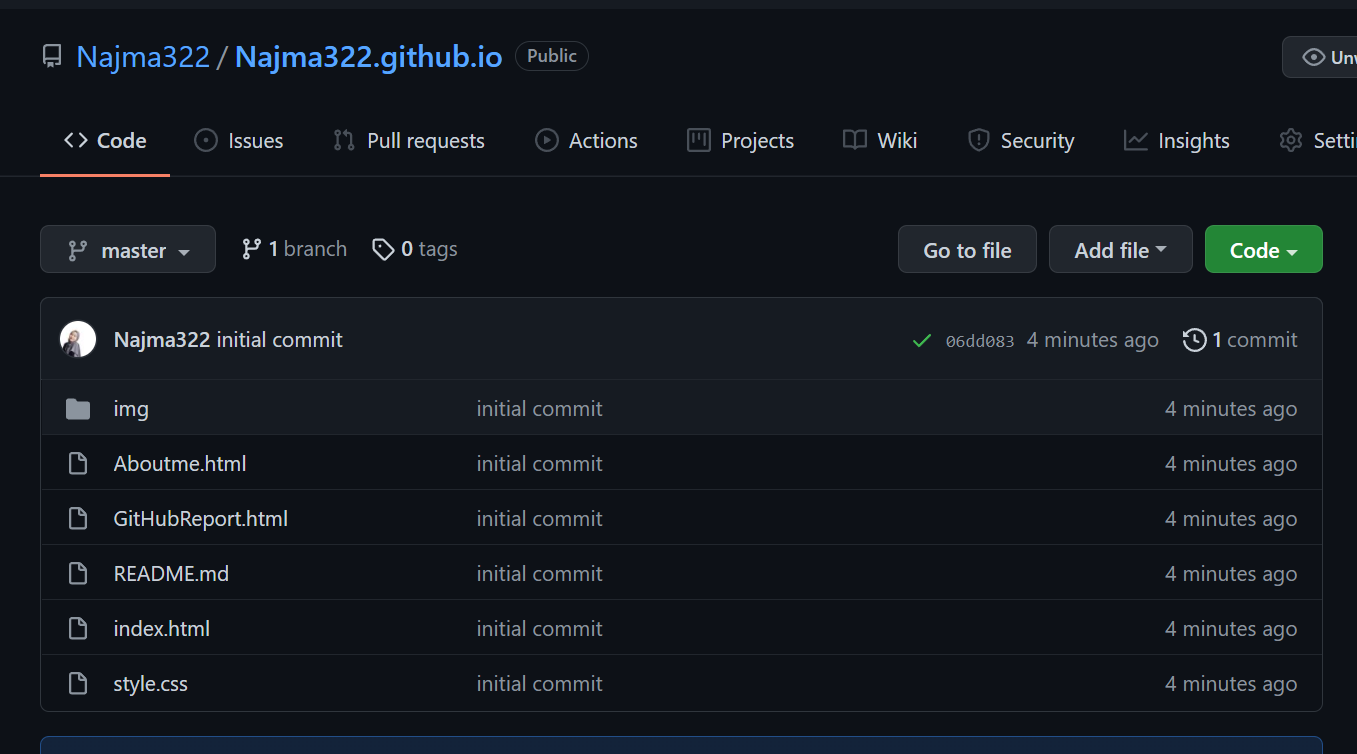 Najma322 / Najma322.github.io Public
Code Issues Pull requests Actions Projects Wiki Security Insights
master 1 branch 0 tags Go to file Add file Code
Najma322 initial commit 06dd083 4 minutes ago 1 commit
img initial commit 4 minutes ago
Aboutme.html initial commit 4 minutes ago
GitHubReport.html initial commit 4 minutes ago
README.md initial commit 4 minutes ago
index.html initial commit 4 minutes ago
style.css initial commit 4 minutes ago